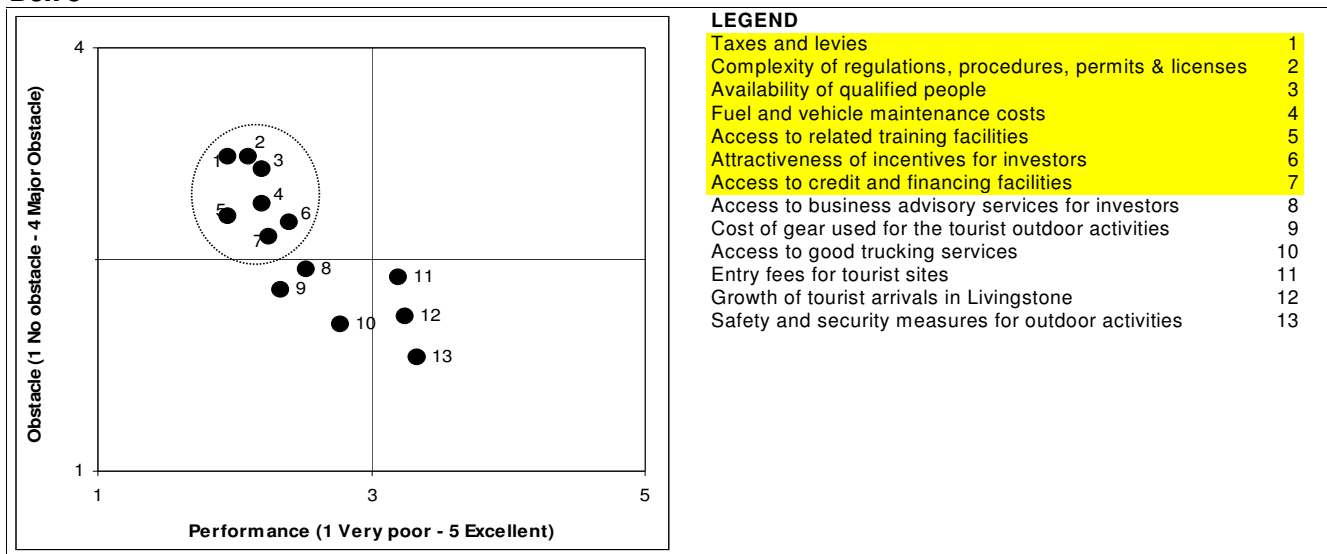 4
1
2
3
4
5
6
7
8
9
10
11
12
13
1
1
3
5
Obstacle (1 No obstacle - 4 Major Obstacle)
Performance (1 Very poor - 5 Excellent)
LEGEND
Taxes and levies 1
Complexity of regulations, procedures, permits & licenses 2
Availability of qualified people 3
Fuel and vehicle maintenance costs 4
Access to related training facilities 5
Attractiveness of incentives for investors 6
Access to credit and financing facilities 7
Access to business advisory services for investors 8
Cost of gear used for the tourist outdoor activities 9
Access to good trucking services 10
Entry fees for tourist sites 11
Growth of tourist arrivals in Livingstone 12
Safety and security measures for outdoor activities 13